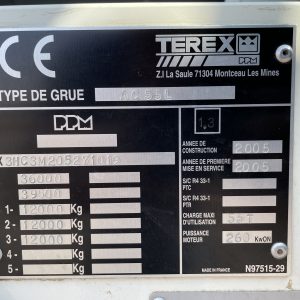 CE
TEREX
PPM
Z.I La Saule 71304 Montceau Les Mines
TYPE DE GRUE AC 55L
PPM
1,3
36000
1- 12000 Kg
2- 12000 Kg
3- 12000 Kg
4 Kg
5 - Kg
ANNEE DE CONSTRUCTION 2005
ANNEE DE PREMIERE MISE EN SERVICE 2005
S/C R4 33-1 PTC
S/C R4 33-1 PTR
CHARGE MAXI D'UTILISATION 55T
PUISSANCE MOTEUR 260 KwON
MADE IN FRANCE
N97515-29